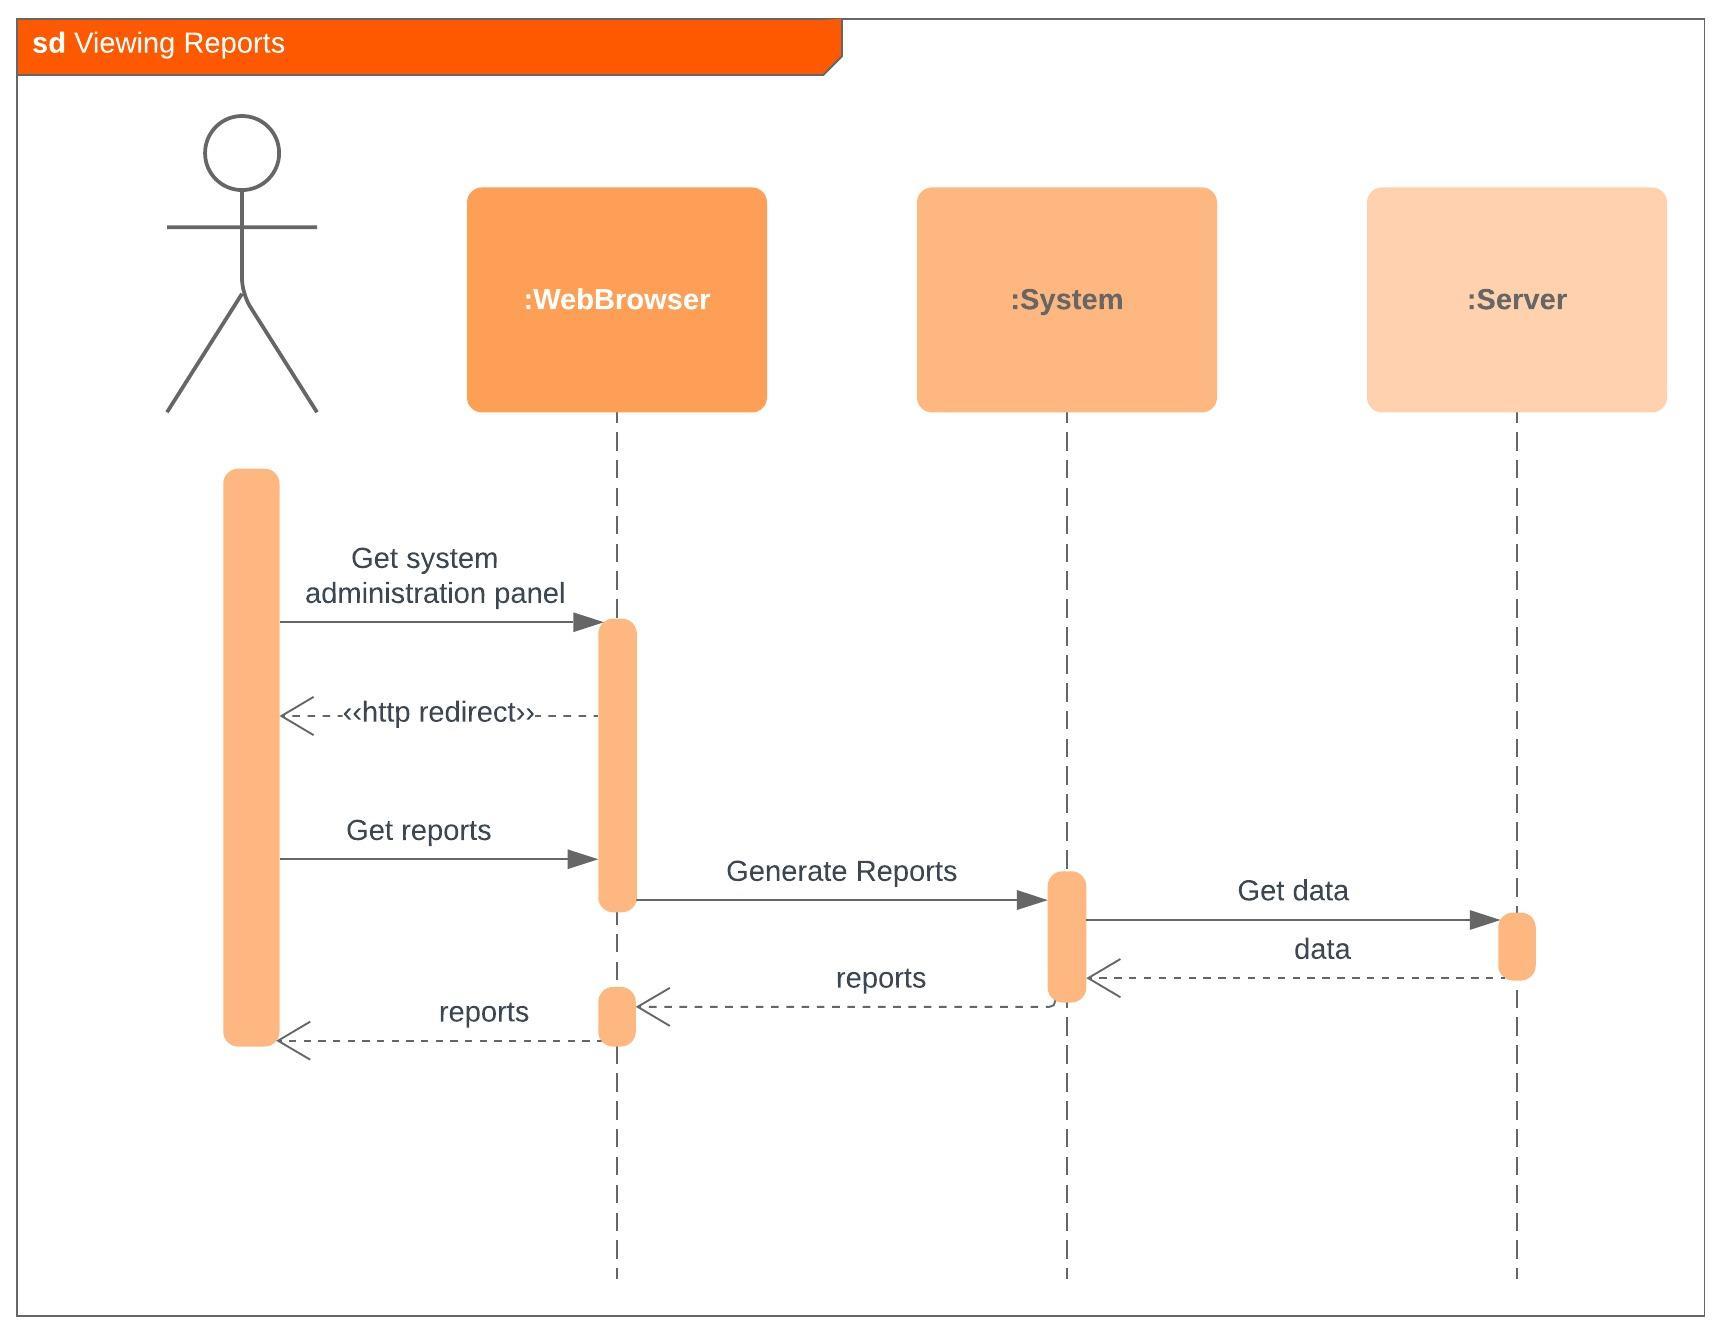 sd Viewing Reports
:WebBrowser
:System
:Server
Get system
administration panel
‹‹http redirect››
Get reports
Generate Reports
Get data
data
reports
reports